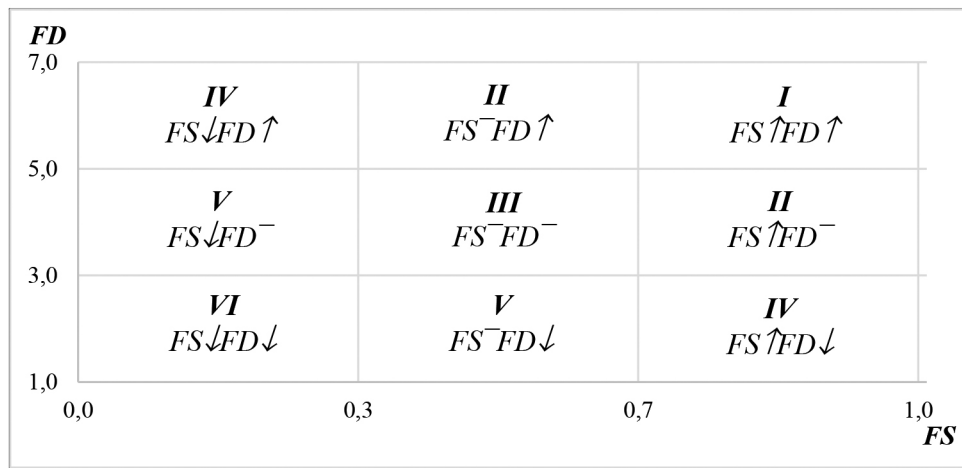 FD
7,0
IV II I
FS↓FD↑ FS¯FD↑ FS↑FD↑
5,0
V III II
FS↓FD¯ FS¯FD¯ FS↑FD¯
3,0
VI V IV
FS↓FD↓ FS¯FD↓ FS↑FD↓
1,0
0,0 0,3 0,7 1,0
FS